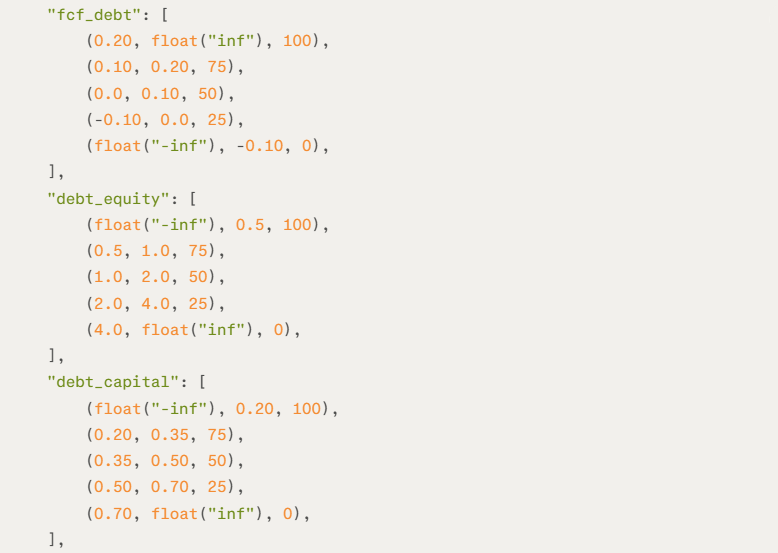 "fcf_debt": [
(0.20, float("inf"), 100),
(0.10, 0.20, 75),
(0.0, 0.10, 50),
(-0.10, 0.0, 25),
(float("-inf"), -0.10, 0),
],
"debt_equity": [
(float("-inf"), 0.5, 100),
(0.5, 1.0, 75),
(1.0, 2.0, 50),
(2.0, 4.0, 25),
(4.0, float("inf"), 0),
],
"debt_capital": [
(float("-inf"), 0.20, 100),
(0.20, 0.35, 75),
(0.35, 0.50, 50),
(0.50, 0.70, 25),
(0.70, float("inf"), 0),
],